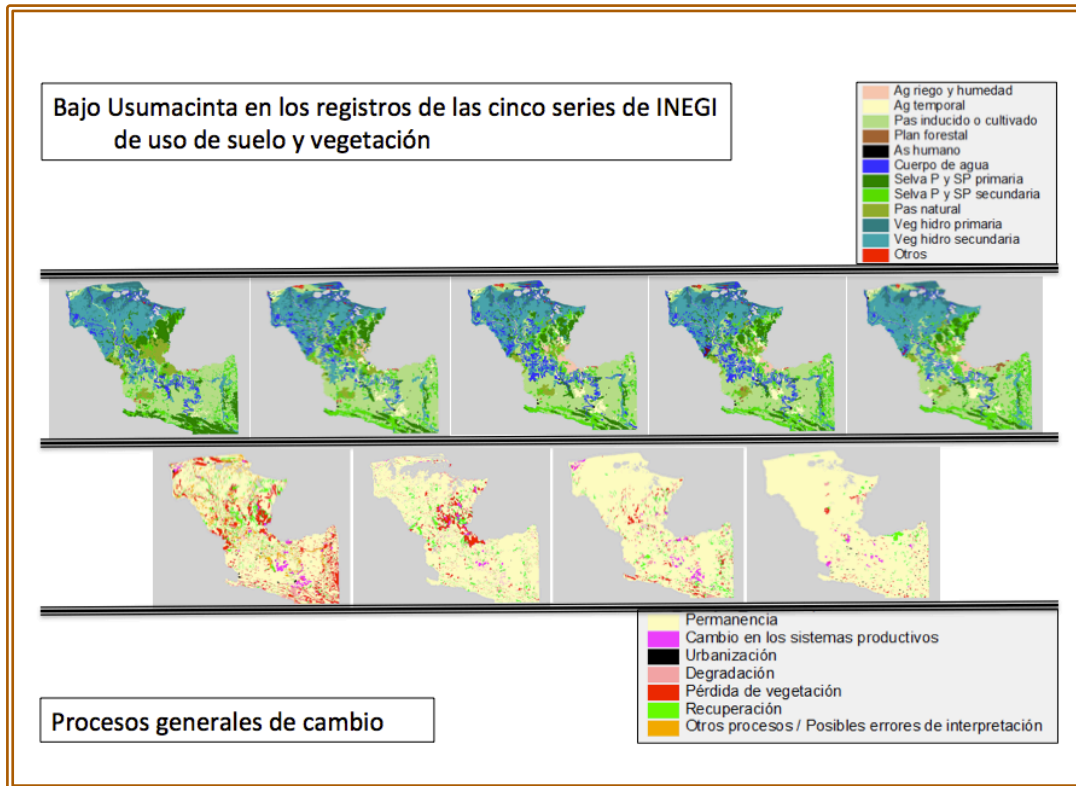 Bajo Usumacinta en los registros de las cinco series de INEGI
de uso de suelo y vegetación
Ag riego y humedad
Ag temporal
Pas inducido o cultivado
Plan forestal
As humano
Cuerpo de agua
Selva P y SP primaria
Selva P y SP secundaria
Pas natural
Veg hidro primaria
Veg hidro secundaria
Otros
Permanencia
Cambio en los sistemas productivos
Urbanización
Degradación
Pérdida de vegetación
Recuperación
Otros procesos / Posibles errores de interpretación
Procesos generales de cambio